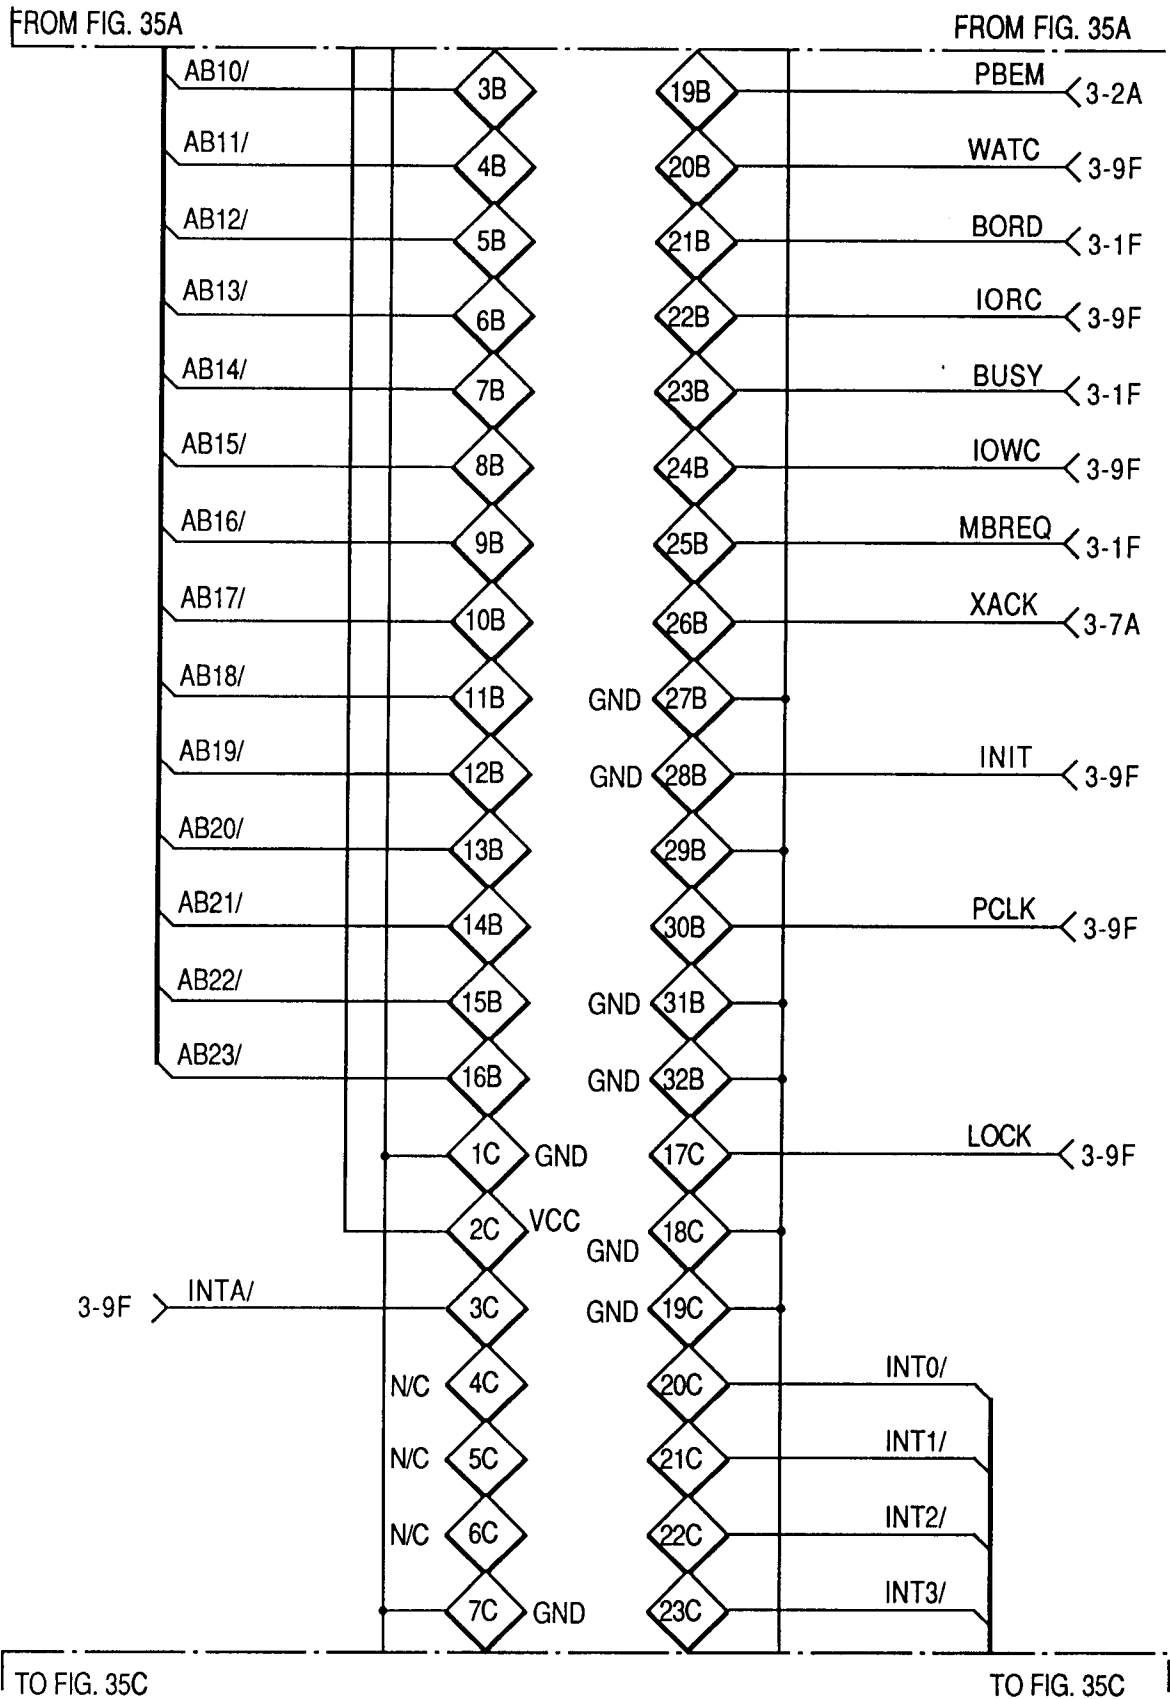 FROM FIG. 35A FROM FIG. 35A
AB10/ 3B 19B PBEM 3-2A
AB11/ 4B 20B WATC 3-9F
AB12/ 5B 21B BORD 3-1F
AB13/ 6B 22B IORC 3-9F
AB14/ 7B 23B BUSY 3-1F
AB15/ 8B 24B IOWC 3-9F
AB16/ 9B 25B MBREQ 3-1F
AB17/ 10B 26B XACK 3-7A
AB18/ 11B GND 27B
AB19/ 12B GND 28B INIT 3-9F
AB20/ 13B 29B
AB21/ 14B 30B PCLK 3-9F
AB22/ 15B GND 31B
AB23/ 16B GND 32B
1C GND 17C LOCK 3-9F
2C VCC GND 18C
3-9F INTA/ 3C GND 19C
N/C 4C 20C INT0/
N/C 5C 21C INT1/
N/C 6C 22C INT2/
7C GND 23C INT3/
TO FIG. 35C TO FIG. 35C